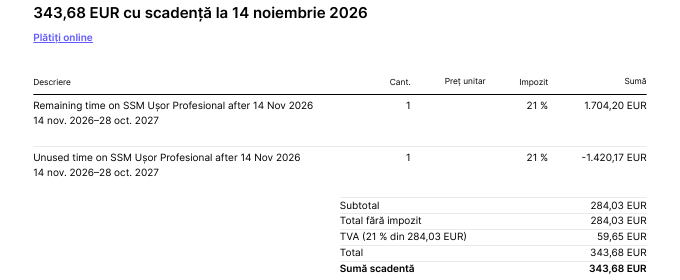 343,68 EUR cu scadență la 14 noiembrie 2026
Plătiți online
Descriere Cant. Preț unitar Impozit Sumă
Remaining time on SSM Ușor Profesional after 14 Nov 2026 1 21 % 1.704,20 EUR
14 nov. 2026–28 oct. 2027
Unused time on SSM Ușor Profesional after 14 Nov 2026 1 21 % -1.420,17 EUR
14 nov. 2026–28 oct. 2027
Subtotal 284,03 EUR
Total fără impozit 284,03 EUR
TVA (21 % din 284,03 EUR) 59,65 EUR
Total 343,68 EUR
Sumă scadentă 343,68 EUR